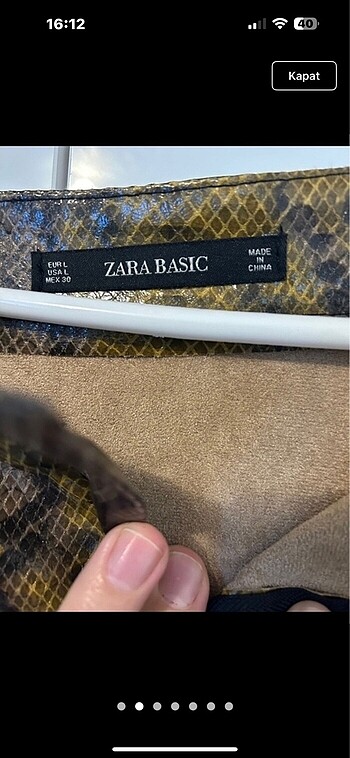 16:12
40
Kapat
EUR L
USA L
MEX 30
ZARA BASIC
MADE
IN
CHINA